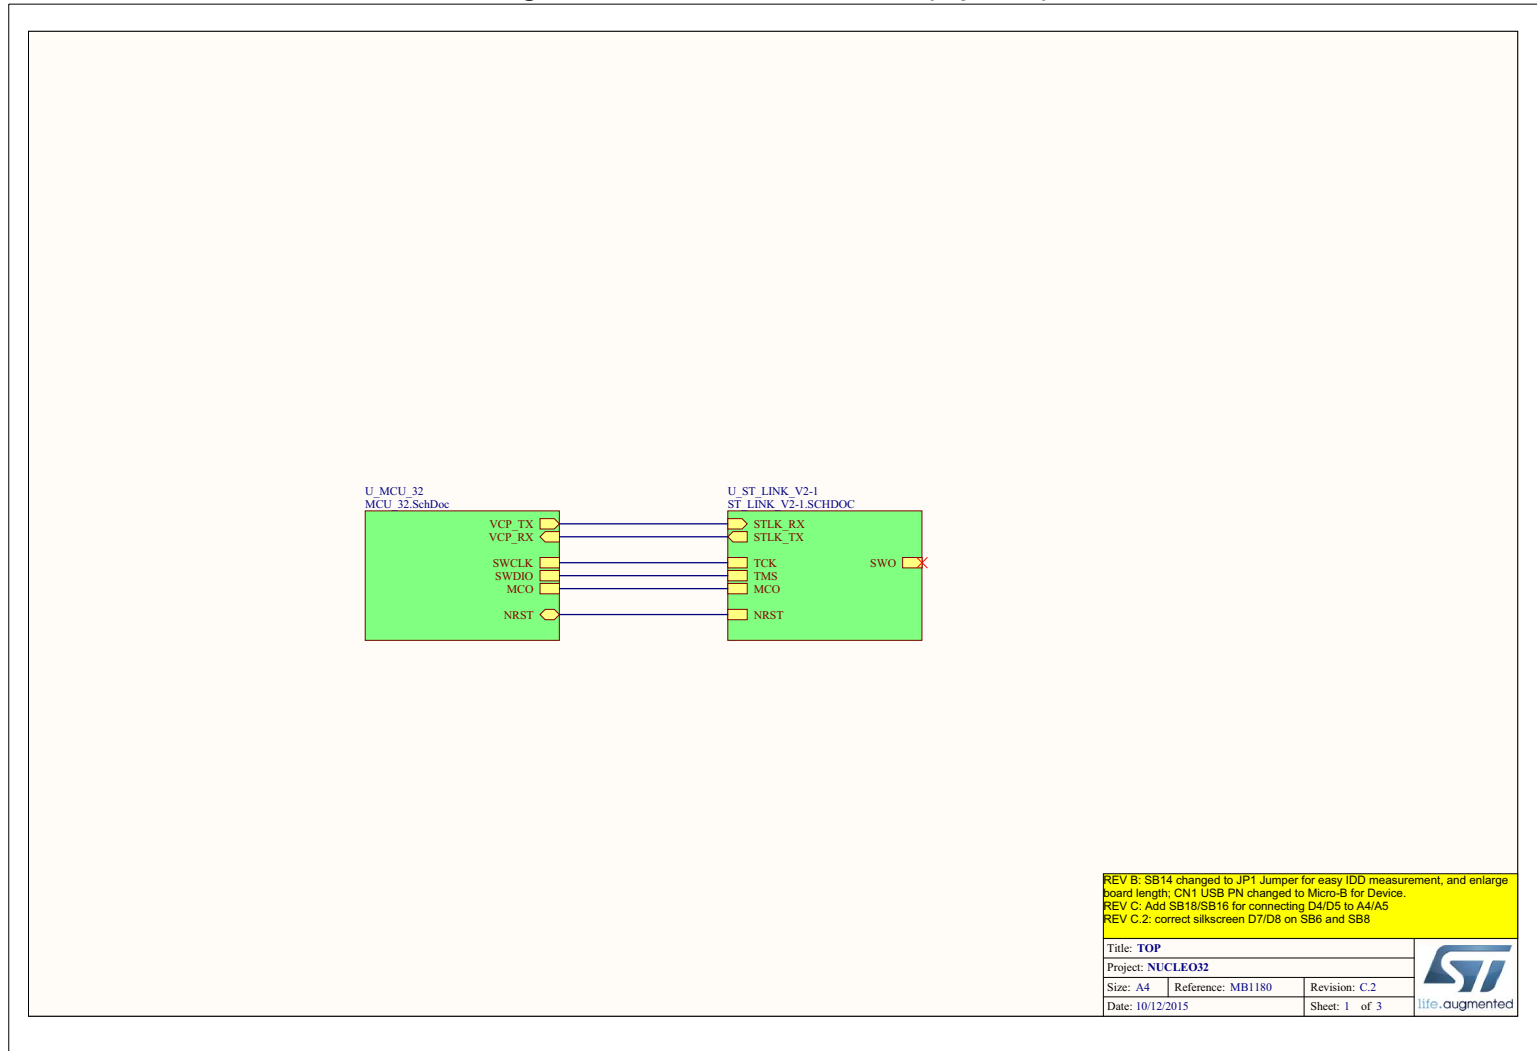 U_MCU_32
MCU_32.SchDoc
VCP_TX
VCP_RX
SWCLK
SWDIO
MCO
NRST
U_ST_LINK_V2-1
ST_LINK_V2-1.SCHDOC
STLK_RX
STLK_TX
TCK
TMS
MCO
NRST
SWO
REV B: SB14 changed to JP1 Jumper for easy IDD measurement, and enlarge
board length; CN1 USB PN changed to Micro-B for Device.
REV C: Add SB18/SB16 for connecting D4/D5 to A4/A5
REV C.2: correct silkscreen D7/D8 on SB6 and SB8
Title: TOP
Project: NUCLEO32
Size: A4 Reference: MB1180 Revision: C.2
Date: 10/12/2015 Sheet: 1 of 3
ST
life.augmented